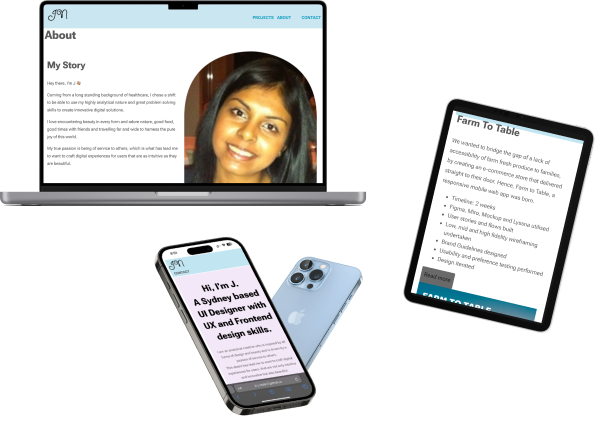 JN
PROJECTS ABOUT CONTACT
About
My Story
Hey there, I'm J 👋🏽
Coming from a long standing background of healthcare, I chose a shift
to be able to use my highly analytical nature and great problem solving
skills to create innovative digital solutions.
I love encountering beauty in every form and active nature, good food,
good times with friends and travelling far and wide to harness the pure
joy of this world.
My true passion is being of service to others, which is what has lead me
to want to craft digital experiences for users that are as intuitive as they
are beautiful.
Farm To Table
We wanted to bridge the gap of a lack of
accessibility of farm fresh produce to families,
by creating an e-commerce store that delivered
straight to their door. Hence, Farm to Table, a
responsive mobile web app was born.
• Timeline: 2 weeks
• Figma, Miro, Mockup and Lyssna utilised
• User stories and flows built
• Low, mid and high fidelity wireframing
undertaken
• Brand Guidelines designed
• Usability and preference testing performed
• Design iterated
Read more
FARM TO TABLE
JN
CONTACT
Hi, I'm J.
A Sydney based
UI Designer with
UX and Frontend
design skills.